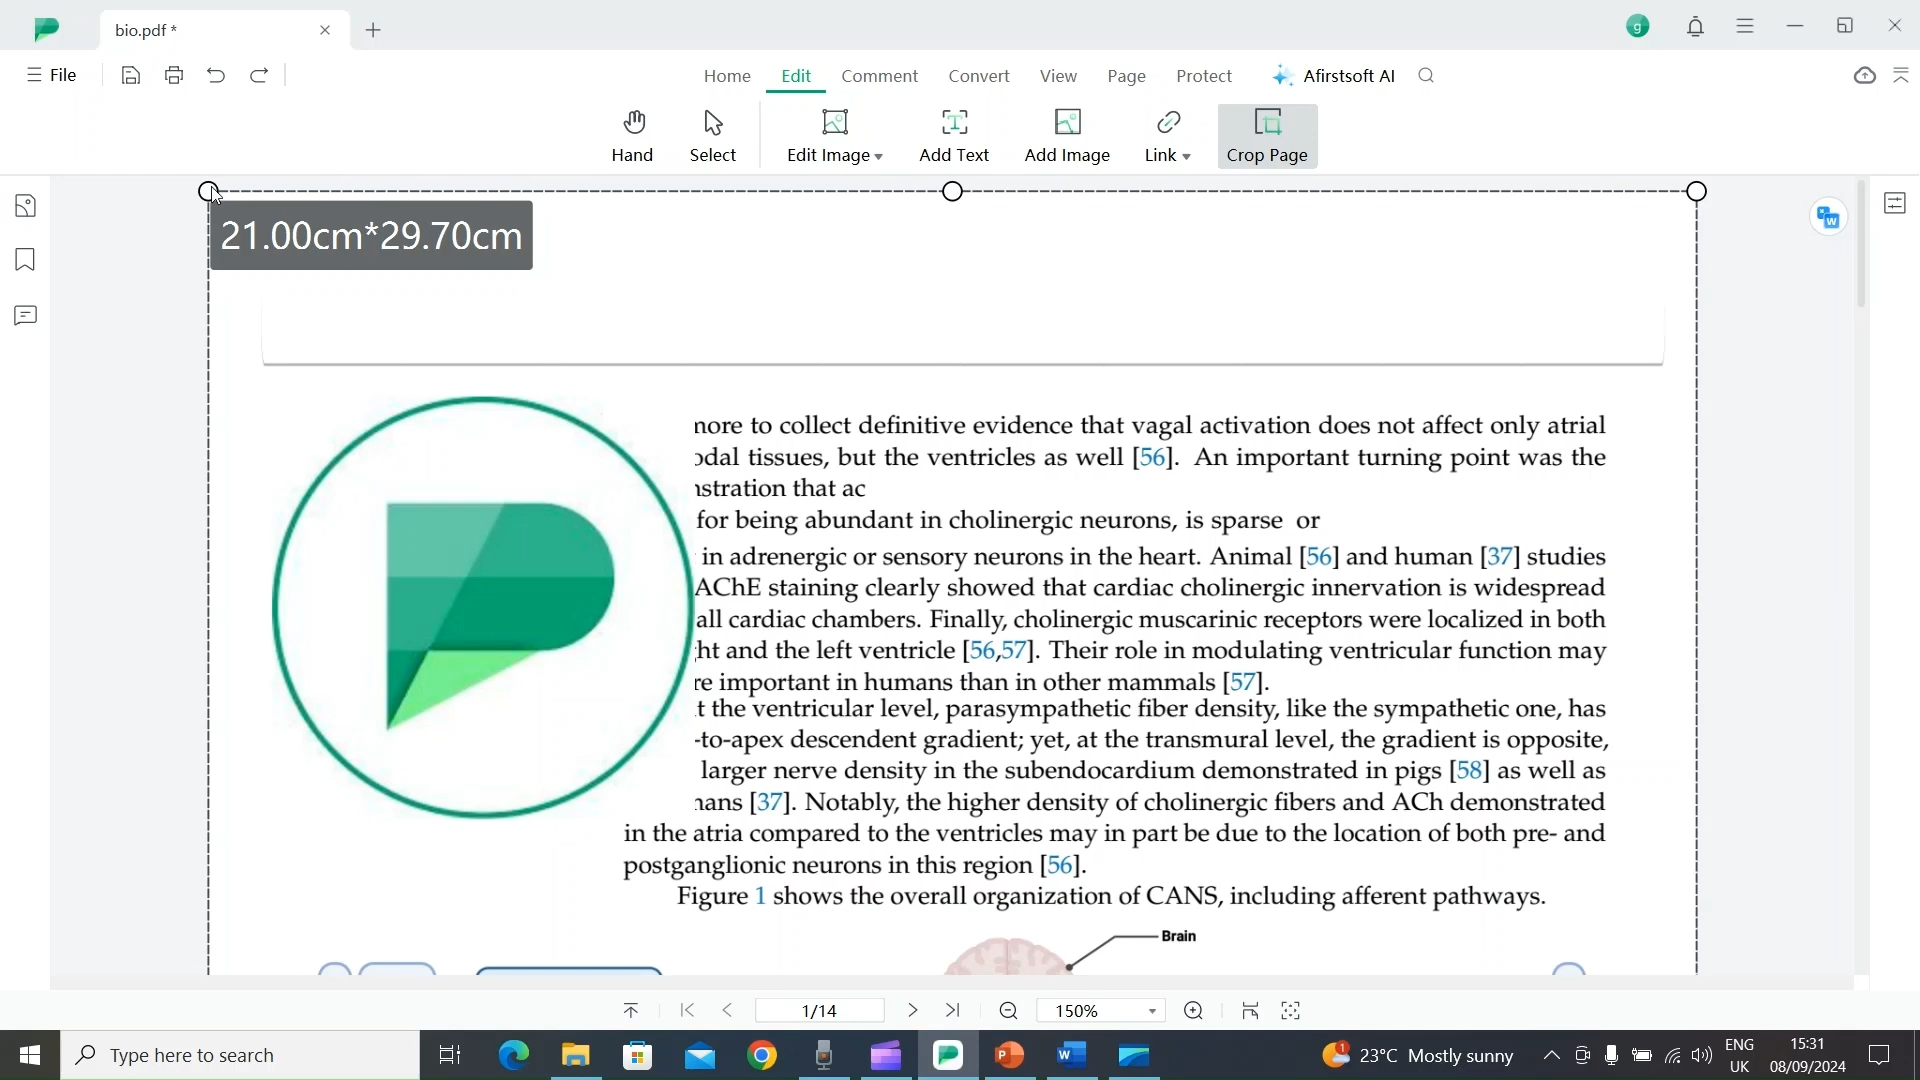 bio.pdf *
g
File
Home Edit Comment Convert View Page Protect Afirstsoft AI
Hand Select Edit Image Add Text Add Image Link Crop Page
21.00cm*29.70cm
more to collect definitive evidence that vagal activation does not affect only atrial
odal tissues, but the ventricles as well [56]. An important turning point was the
nstration that ac
for being abundant in cholinergic neurons, is sparse or
in adrenergic or sensory neurons in the heart. Animal [56] and human [37] studies
AChE staining clearly showed that cardiac cholinergic innervation is widespread
all cardiac chambers. Finally, cholinergic muscarinic receptors were localized in both
ht and the left ventricle [56,57]. Their role in modulating ventricular function may
re important in humans than in other mammals [57].
t the ventricular level, parasympathetic fiber density, like the sympathetic one, has
-to-apex descendent gradient; yet, at the transmural level, the gradient is opposite,
larger nerve density in the subendocardium demonstrated in pigs [58] as well as
mans [37]. Notably, the higher density of cholinergic fibers and ACh demonstrated
in the atria compared to the ventricles may in part be due to the location of both pre- and
postganglionic neurons in this region [56].
Figure 1 shows the overall organization of CANS, including afferent pathways.
Brain
1/14 150%
Type here to search
23°C Mostly sunny
ENG
UK
15:31
08/09/2024